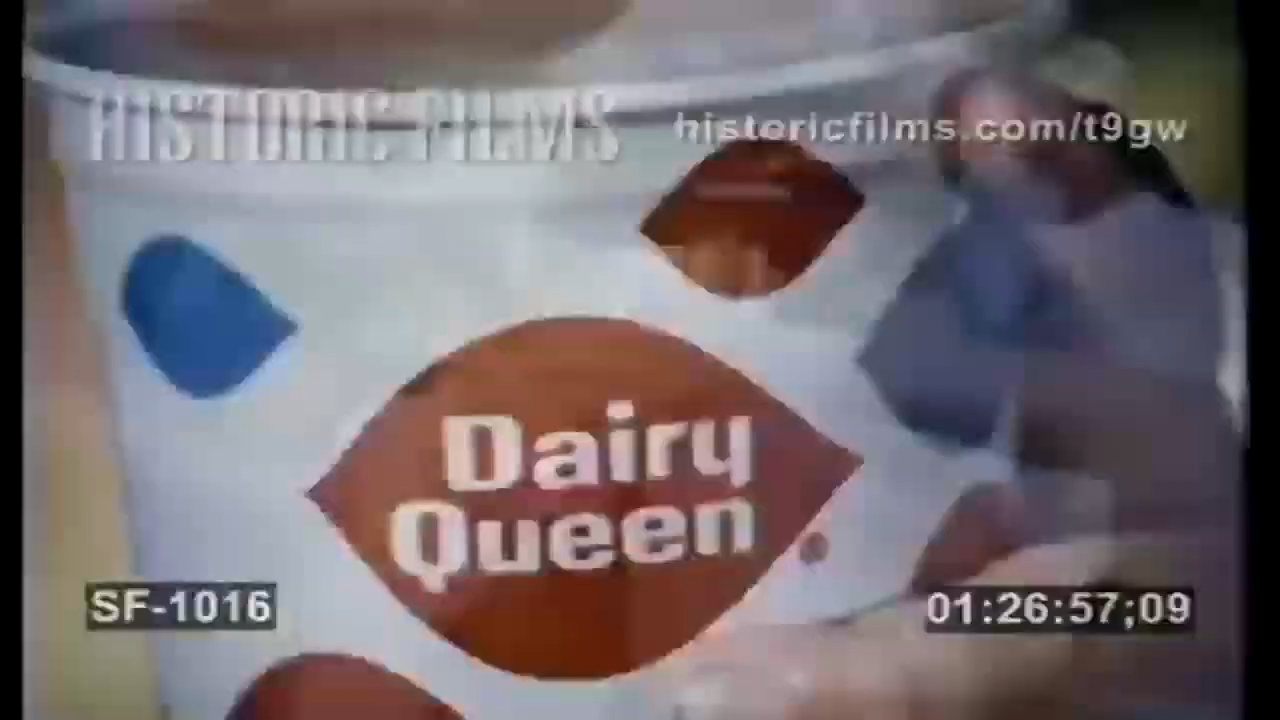 HISTORIC FILMS
historicfilms.com/t9gw
Dairy
Queen
SF-1016
01:26:57;09